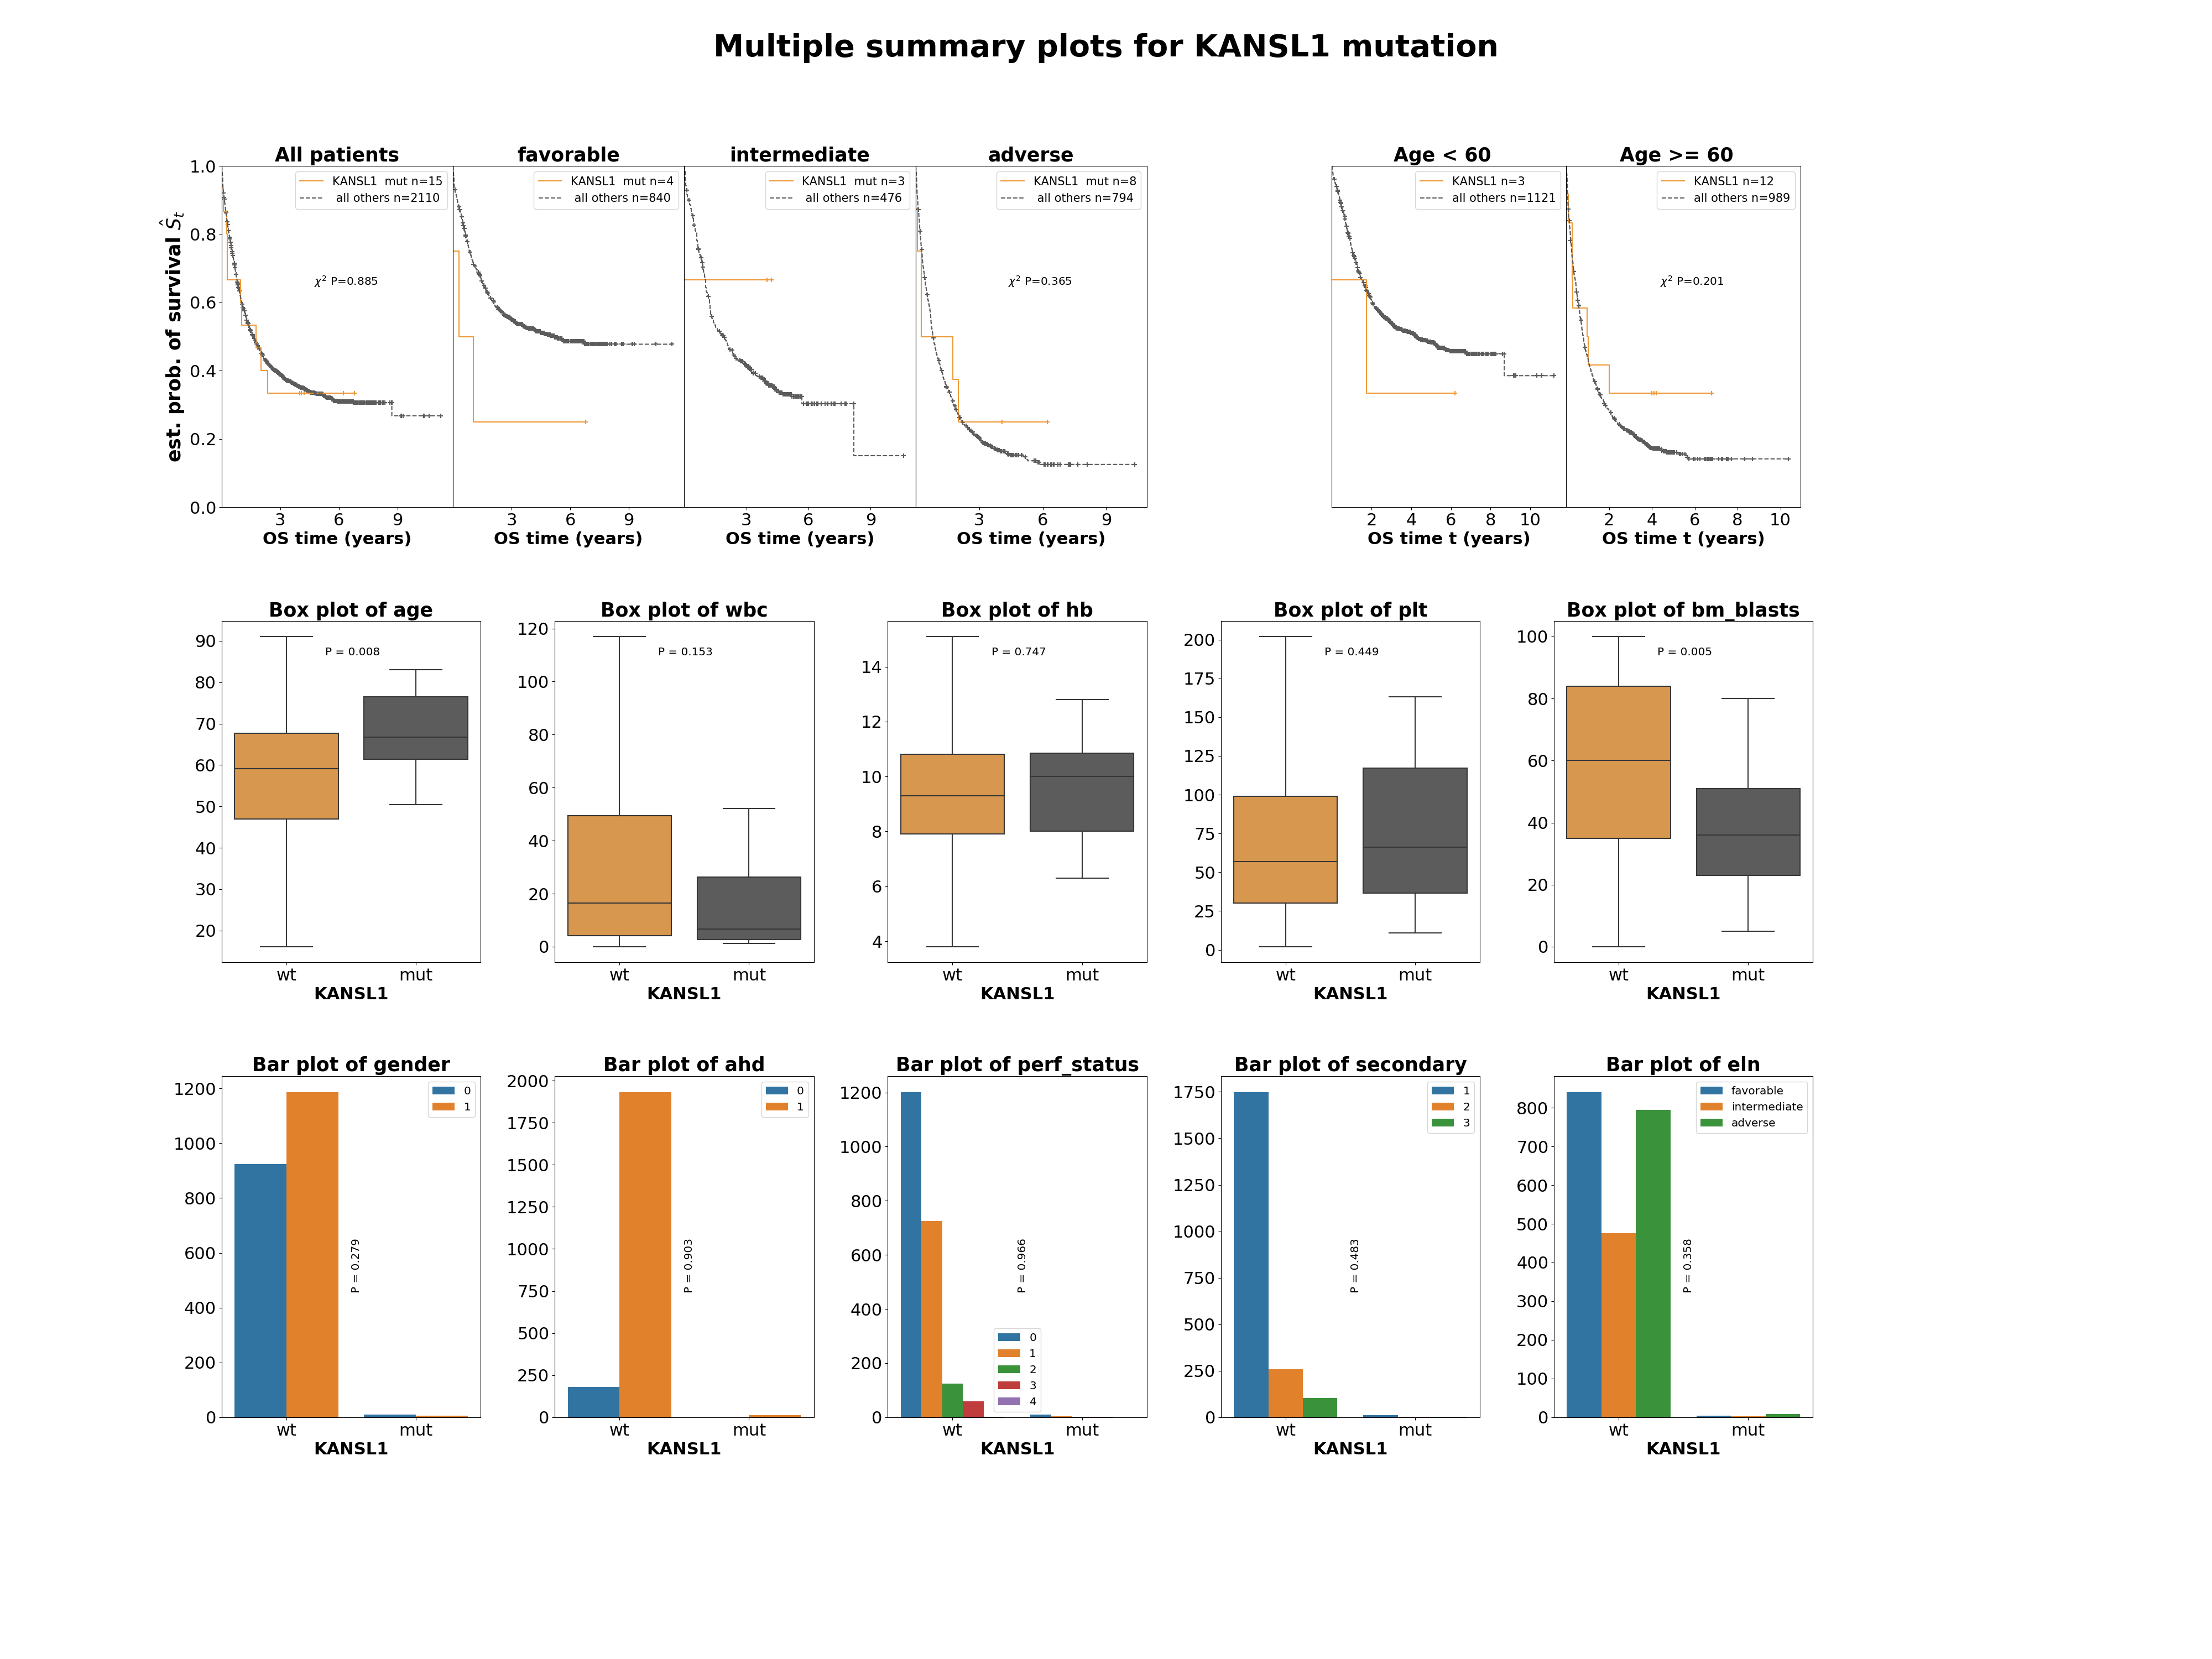 Multiple summary plots for KANSL1 mutation
All patients
favorable
intermediate
adverse
Age < 60
Age >= 60
est. prob. of survival Ŝt
1.0
0.8
0.6
0.4
0.2
0.0
KANSL1 mut n=15
all others n=2110
χ² P=0.885
3 6 9
OS time (years)
KANSL1 mut n=4
all others n=840
3 6 9
OS time (years)
KANSL1 mut n=3
all others n=476
3 6 9
OS time (years)
KANSL1 mut n=8
all others n=794
χ² P=0.365
3 6 9
OS time (years)
KANSL1 n=3
all others n=1121
2 4 6 8 10
OS time t (years)
KANSL1 n=12
all others n=989
χ² P=0.201
2 4 6 8 10
OS time t (years)
Box plot of age
P = 0.008
90
80
70
60
50
40
30
20
wt mut
KANSL1
Box plot of wbc
P = 0.153
120
100
80
60
40
20
0
wt mut
KANSL1
Box plot of hb
P = 0.747
14
12
10
8
6
4
wt mut
KANSL1
Box plot of plt
P = 0.449
200
175
150
125
100
75
50
25
0
wt mut
KANSL1
Box plot of bm_blasts
P = 0.005
100
80
60
40
20
0
wt mut
KANSL1
Bar plot of gender
1200
1000
800
600
400
200
0
0
1
P = 0.279
wt mut
KANSL1
Bar plot of ahd
2000
1750
1500
1250
1000
750
500
250
0
0
1
P = 0.903
wt mut
KANSL1
Bar plot of perf_status
1200
1000
800
600
400
200
0
P = 0.966
0
1
2
3
4
wt mut
KANSL1
Bar plot of secondary
1750
1500
1250
1000
750
500
250
0
1
2
3
P = 0.483
wt mut
KANSL1
Bar plot of eln
800
700
600
500
400
300
200
100
0
favorable
intermediate
adverse
P = 0.358
wt mut
KANSL1